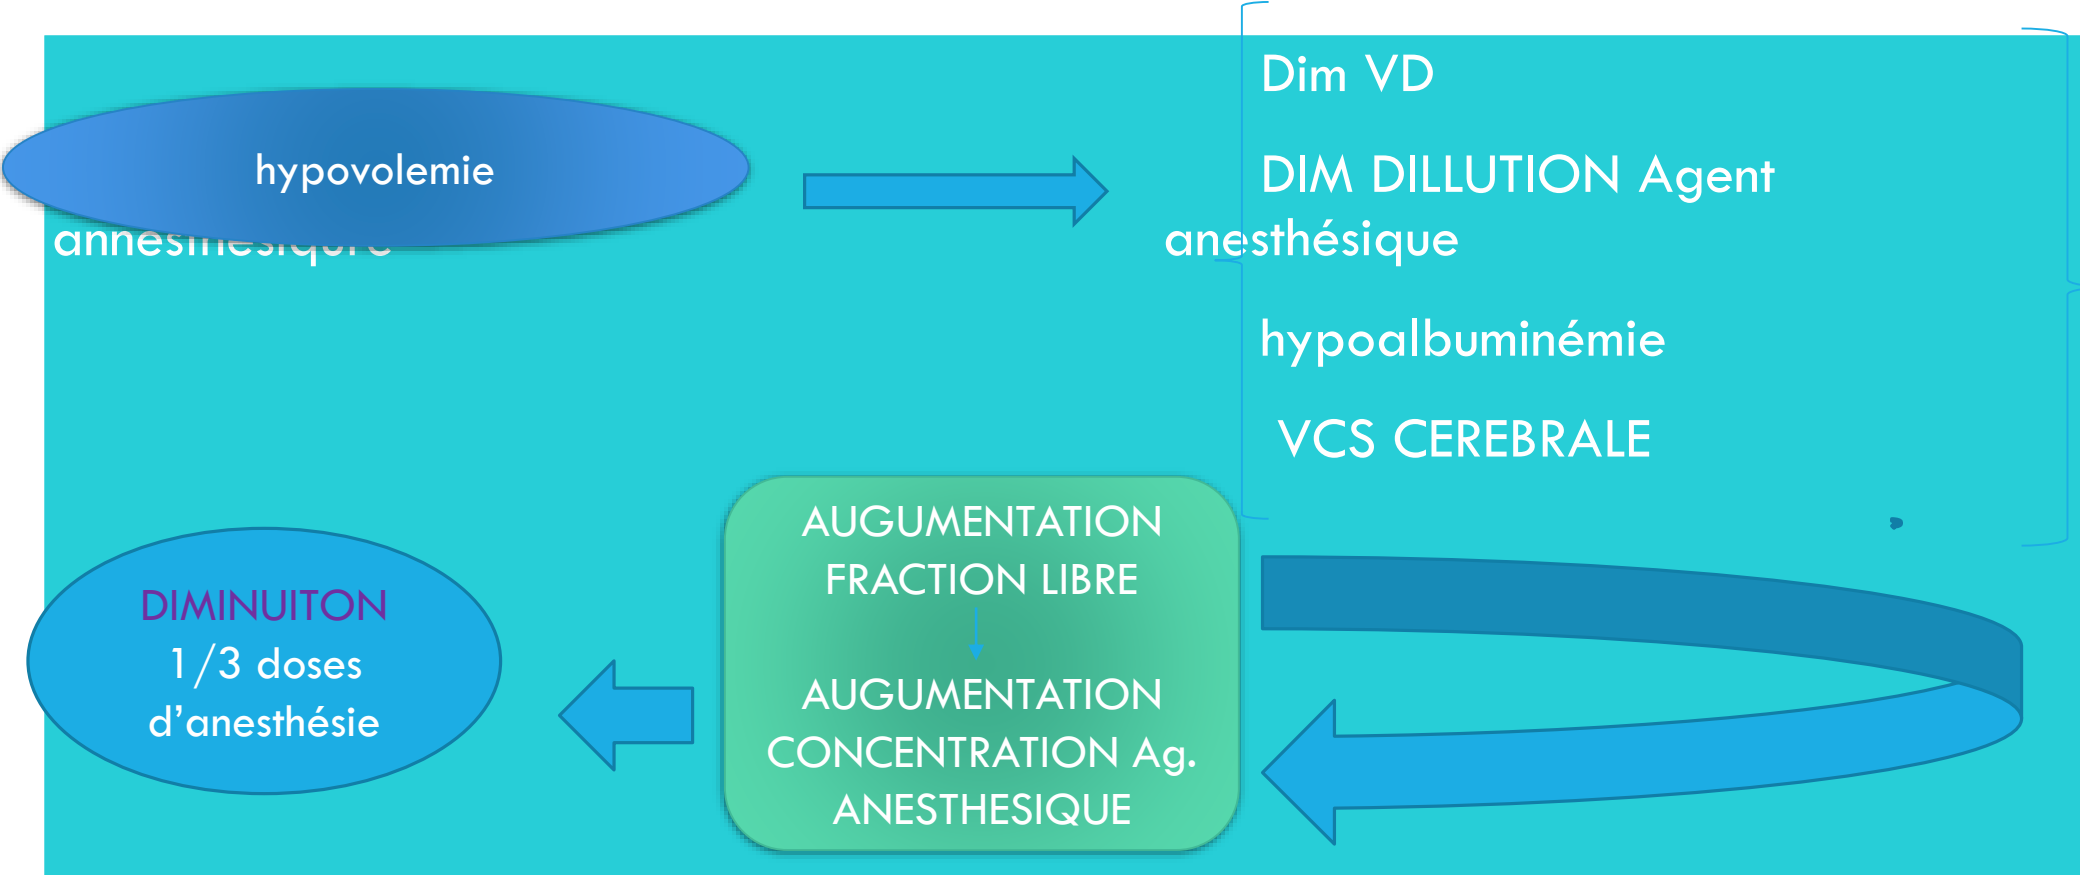 Dim VD
hypovolemie
DIM DILLUTION Agent
anesthésique
hypoalbuminémie
VCS CEREBRALE
AUGUMENTATION
FRACTION LIBRE
AUGUMENTATION
CONCENTRATION Ag.
ANESTHESIQUE
DIMINUITON
1/3 doses
d’anesthésie